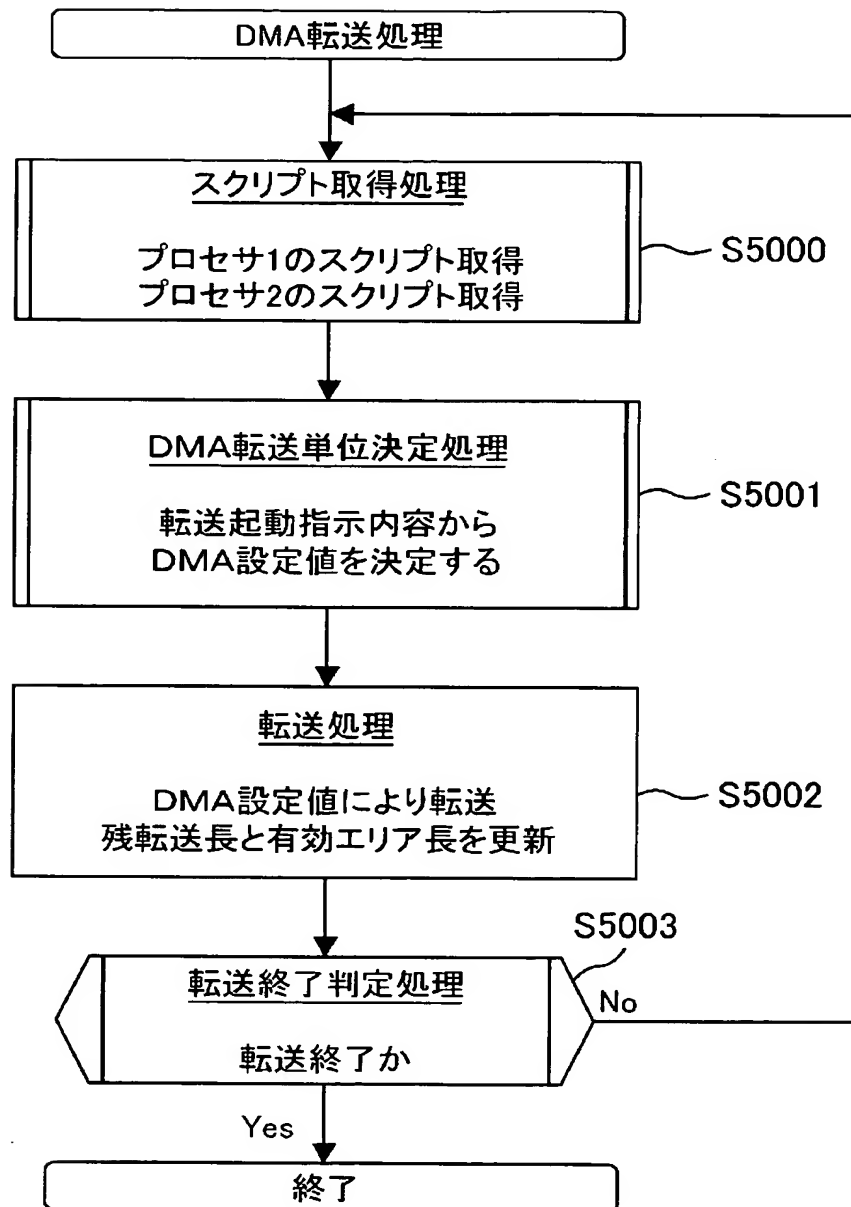 DMA転送処理
スクリプト取得処理
プロセサ1のスクリプト取得
プロセサ2のスクリプト取得
S5000
DMA転送単位決定処理
転送起動指示内容から
DMA設定値を決定する
S5001
転送処理
DMA設定値により転送
残転送長と有効エリア長を更新
S5002
S5003
転送終了判定処理
転送終了か
No
Yes
終了